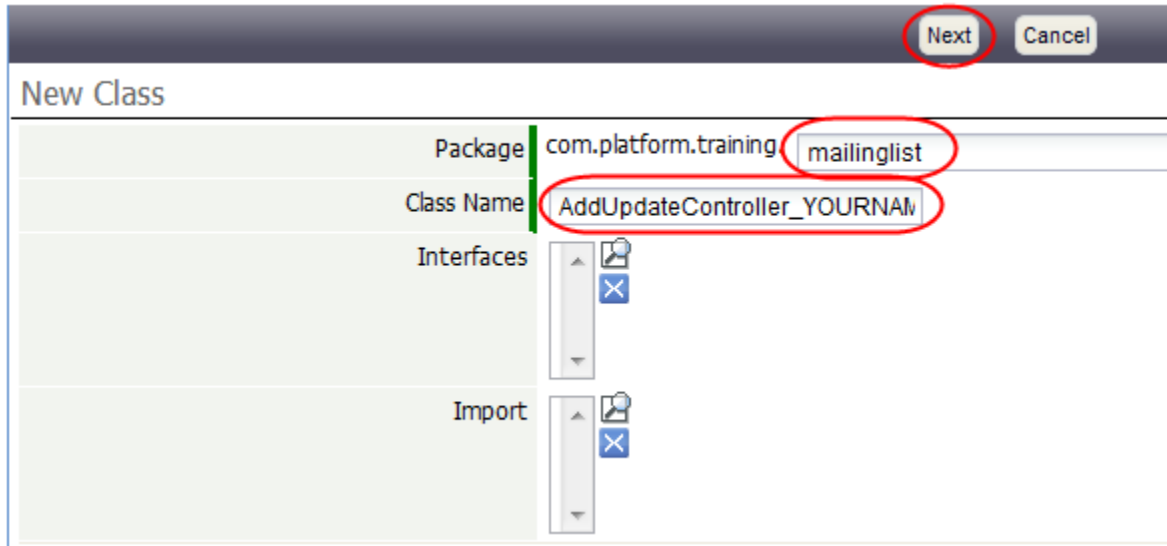 Next Cancel
New Class
Package com.platform.training. mailinglist
Class Name AddUpdateController_YOURNAM
Interfaces
Import